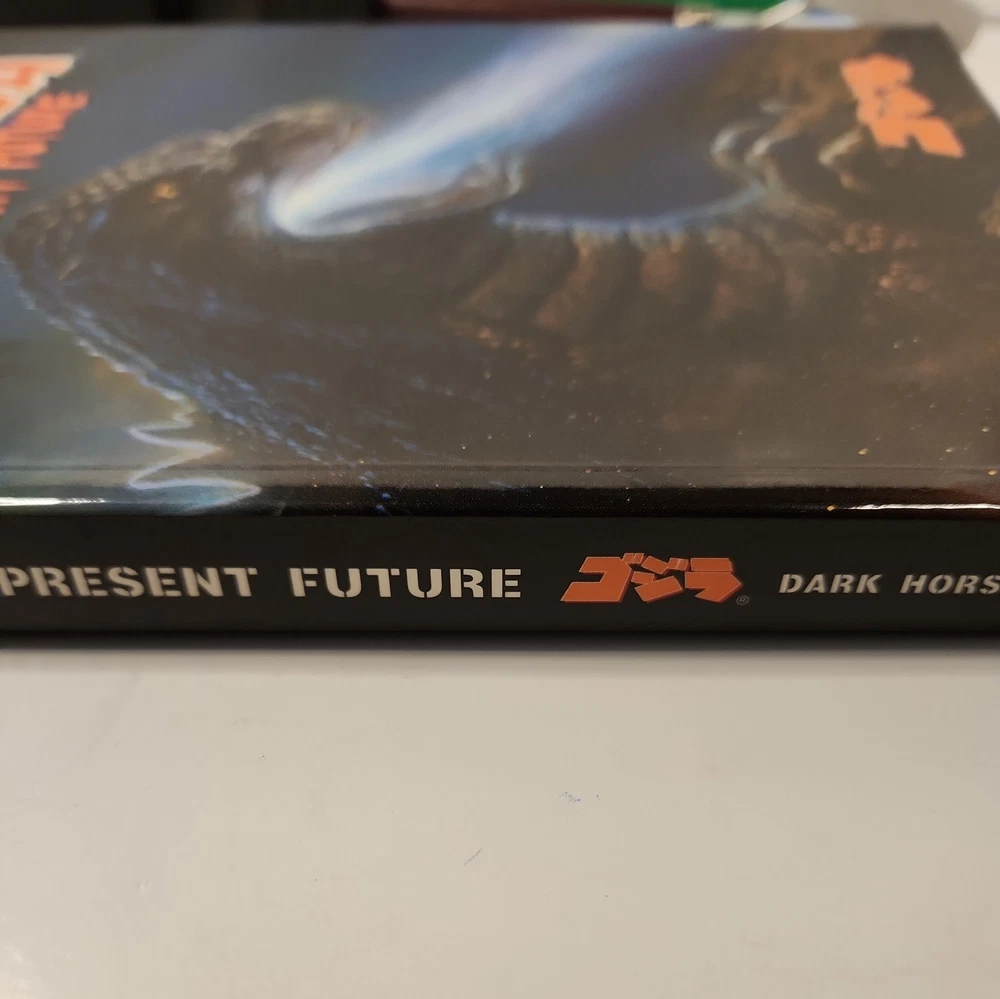 PRESENT FUTURE ゴジラ® DARK HORS